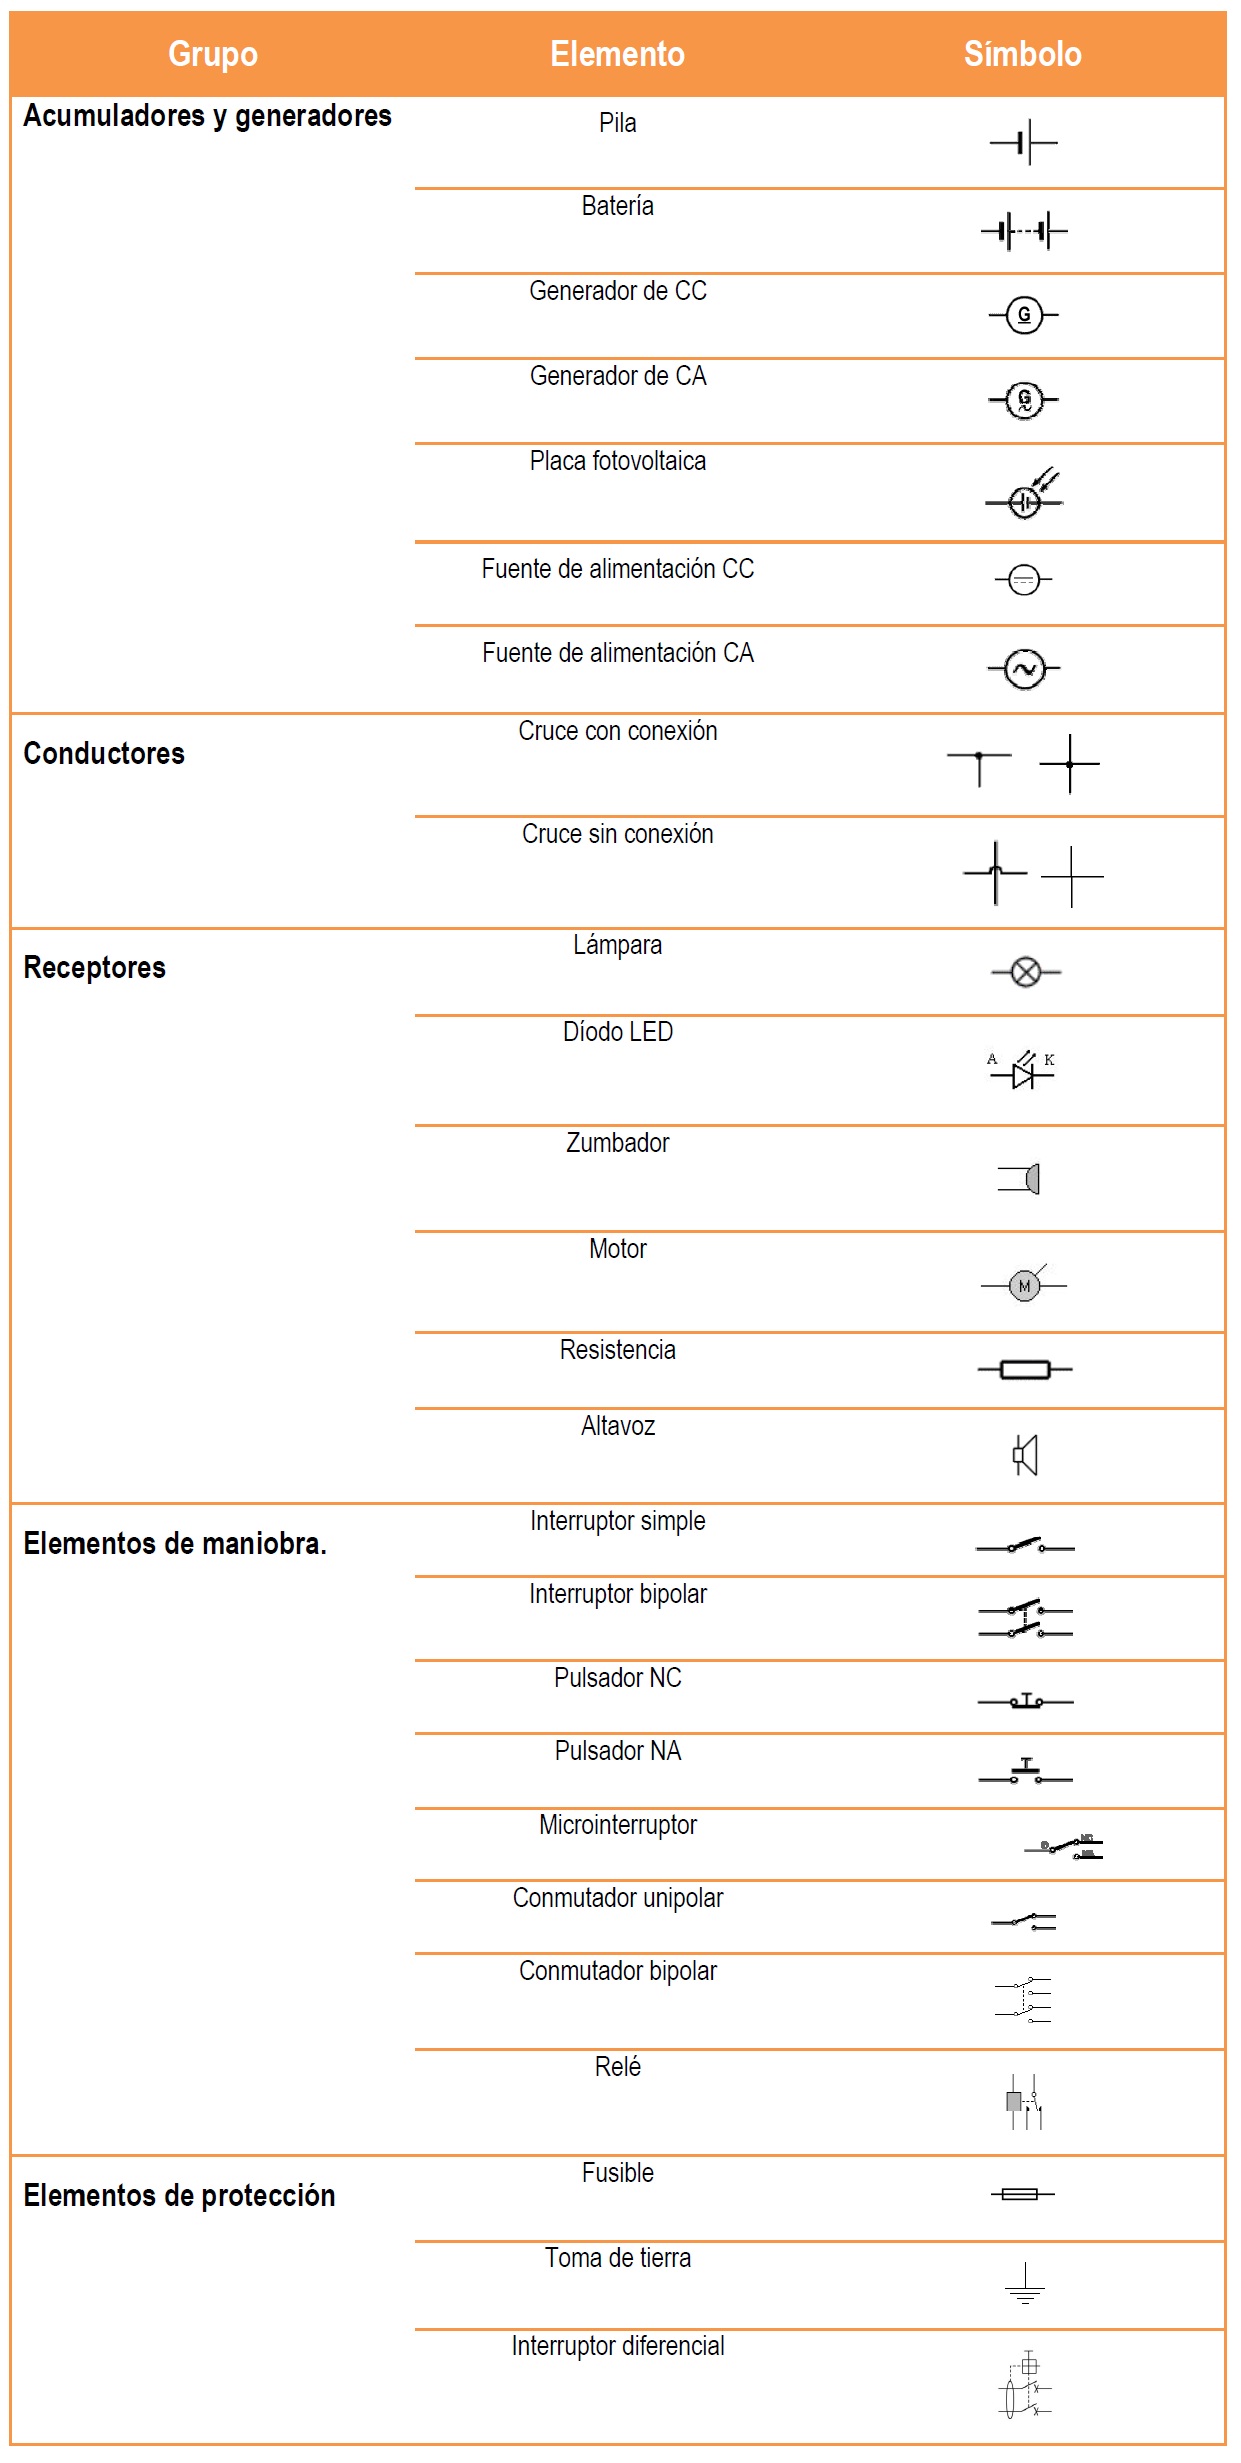 Grupo Elemento Símbolo
Acumuladores y generadores
Pila
Batería
Generador de CC
G
Generador de CA
G
Placa fotovoltaica
Fuente de alimentación CC
Fuente de alimentación CA
Conductores
Cruce con conexión
Cruce sin conexión
Receptores
Lámpara
Díodo LED
A K
Zumbador
Motor
M
Resistencia
Altavoz
Elementos de maniobra.
Interruptor simple
Interruptor bipolar
Pulsador NC
Pulsador NA
Microinterruptor
Conmutador unipolar
Conmutador bipolar
Relé
Elementos de protección
Fusible
Toma de tierra
Interruptor diferencial